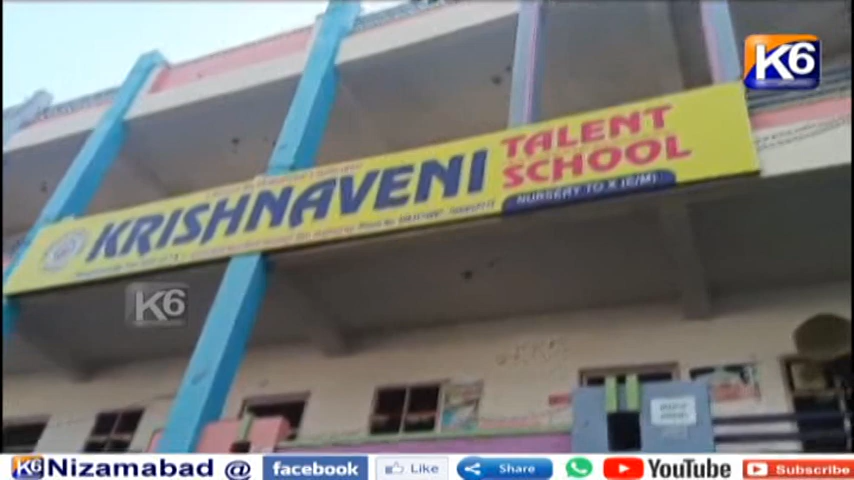 K6
KRISHNAVENI TALENT SCHOOL
NURSERY TO X (E/M)
K6
K6 Nizamabad @ facebook Like Share YouTube Subscribe